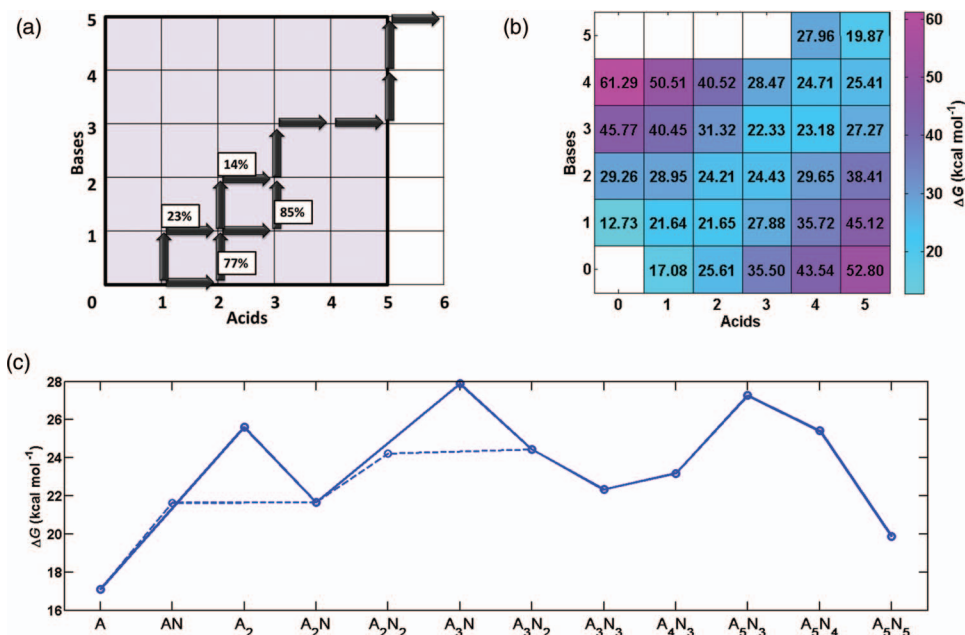 (a)
5
4
3
2
1
0
Bases
14%
23%
85%
77%
1 2 3 4 5 6
Acids
(b)
5
4
3
2
1
0
Bases
27.96 19.87
61.29 50.51 40.52 28.47 24.71 25.41
45.77 40.45 31.32 22.33 23.18 27.27
29.26 28.95 24.21 24.43 29.65 38.41
12.73 21.64 21.65 27.88 35.72 45.12
17.08 25.61 35.50 43.54 52.80
0 1 2 3 4 5
Acids
60
50
40
30
20
ΔG (kcal mol⁻¹)
(c)
28
26
24
22
20
18
16
ΔG (kcal mol⁻¹)
A AN A₂ A₂N A₂N₂ A₃N A₃N₂ A₃N₃ A₄N₃ A₅N₃ A₅N₄ A₅N₅